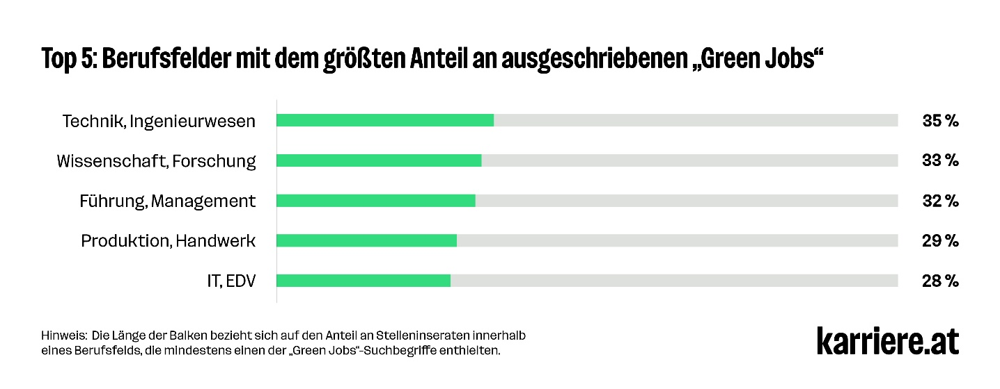 Top 5: Berufsfelder mit dem größten Anteil an ausgeschriebenen „Green Jobs“
Technik, Ingenieurwesen 35 %
Wissenschaft, Forschung 33 %
Führung, Management 32 %
Produktion, Handwerk 29 %
IT, EDV 28 %
Hinweis: Die Länge der Balken bezieht sich auf den Anteil an Stelleninseraten innerhalb
eines Berufsfelds, die mindestens einen der „Green Jobs“-Suchbegriffe enthielten.
karriere.at